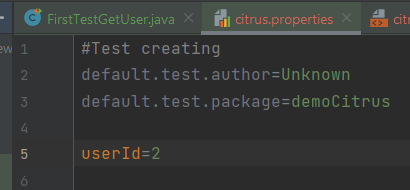 FirstTestGetUser.java
citrus.properties
cit
1 #Test creating
2 default.test.author=Unknown
3 default.test.package=demoCitrus
4
5 userId=2
6